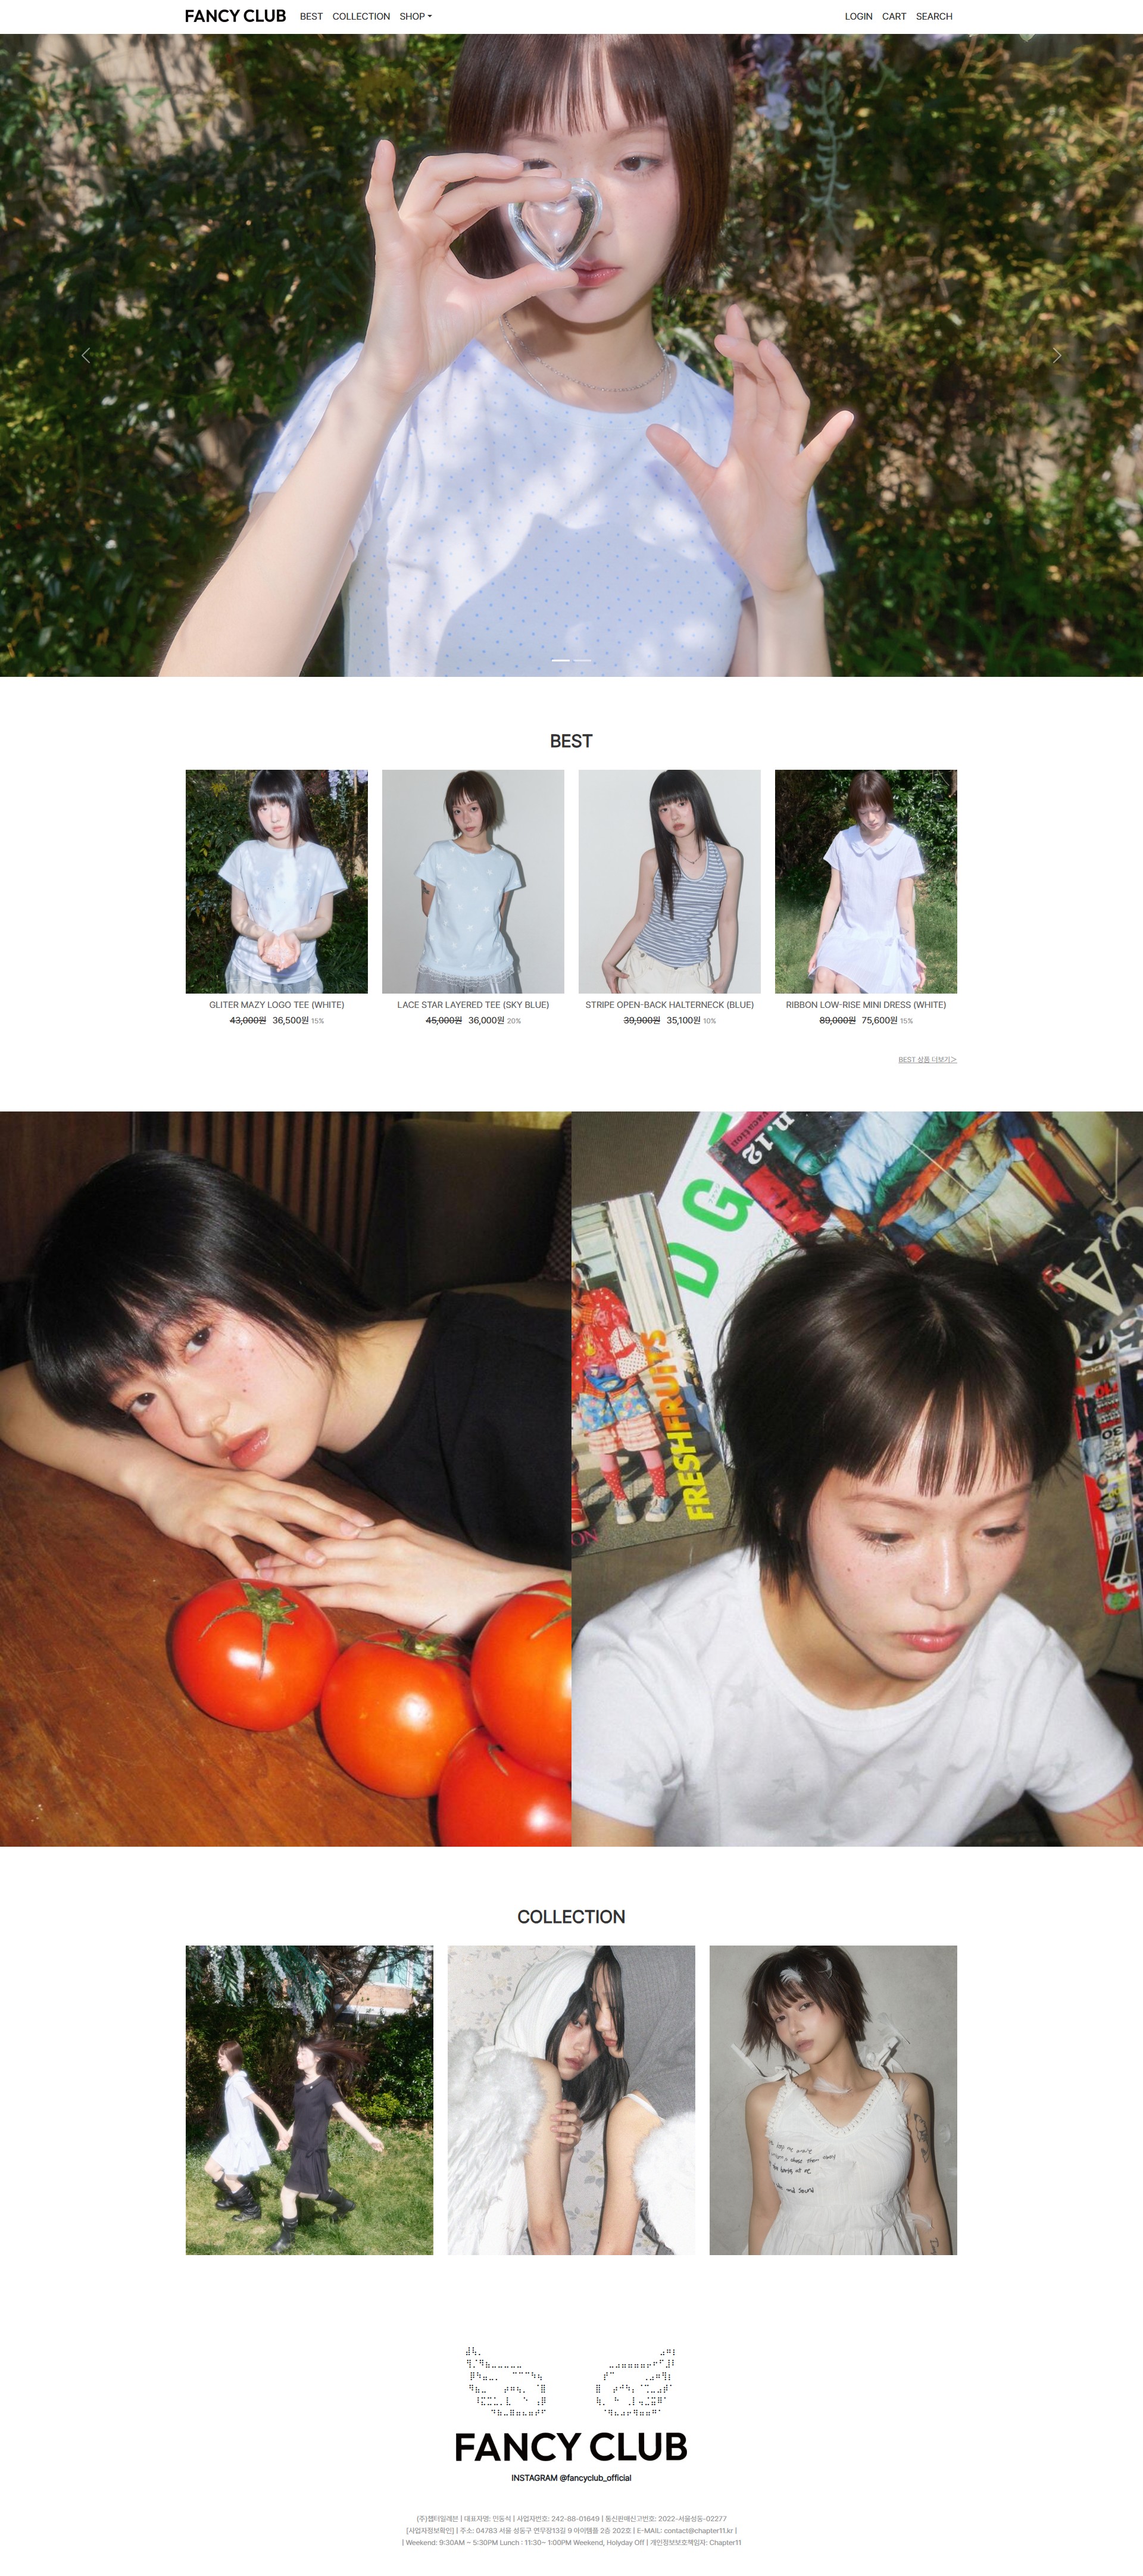 FANCY CLUB BEST COLLECTION SHOP LOGIN CART SEARCH
BEST
GLITER MAZY LOGO TEE (WHITE)
43,000원 36,500원 15%
LACE STAR LAYERED TEE (SKY BLUE)
45,000원 36,000원 20%
STRIPE OPEN-BACK HALTERNECK (BLUE)
39,900원 35,100원 10%
RIBBON LOW-RISE MINI DRESS (WHITE)
89,000원 75,600원 15%
BEST 상품 더보기>
vacation
n.12
FRESHFRUITS
COLLECTION
FANCY CLUB
INSTAGRAM @fancyclub_official
(주)챕터일레븐 | 대표자명: 민동식 | 사업자번호: 242-88-01649 | 통신판매신고번호: 2022-서울성동-02277
[사업자정보확인] | 주소: 04783 서울 성동구 연무장13길 9 아이템풀 2층 202호 | E-MAIL: contact@chapter11.kr |
| Weekend: 9:30AM ~ 5:30PM Lunch : 11:30~ 1:00PM Weekend, Holyday Off | 개인정보보호책임자: Chapter11